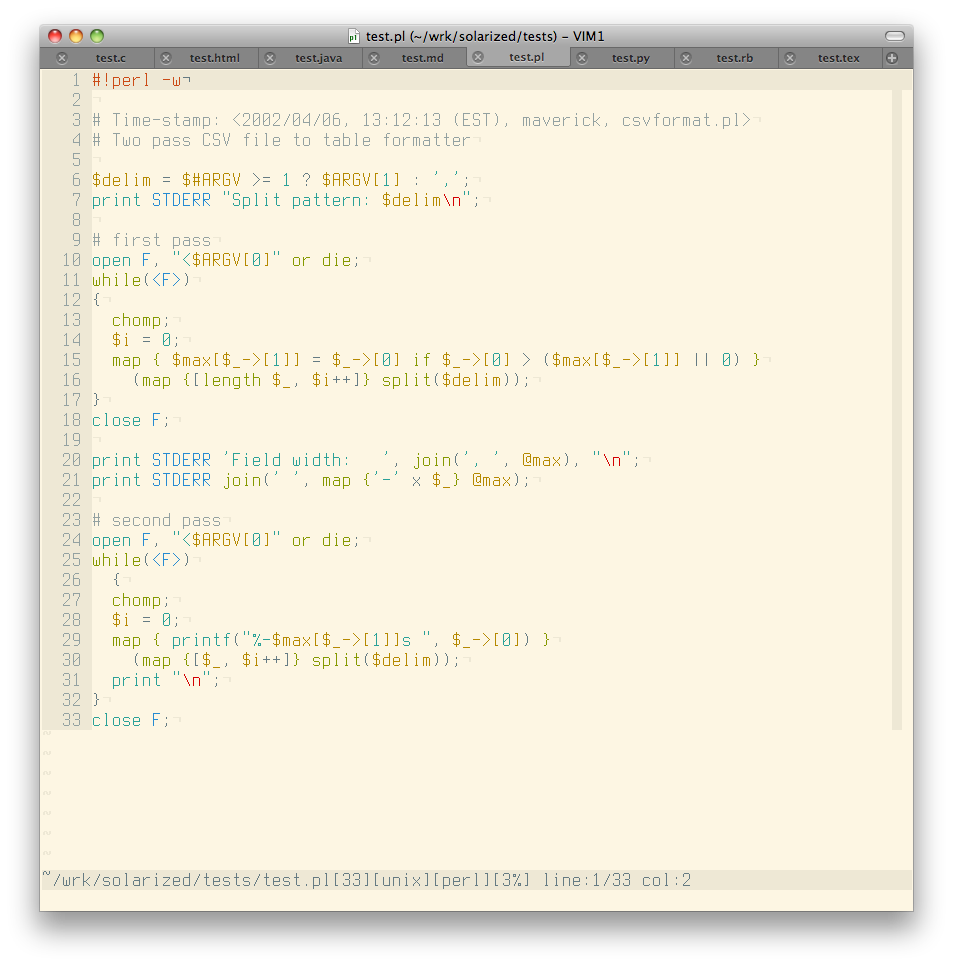 test.pl (~/wrk/solarized/tests) – VIM1
test.c test.html test.java test.md test.pl test.py test.rb test.tex
1 #!perl -w¬
2 ¬
3 # Time-stamp: <2002/04/06, 13:12:13 (EST), maverick, csvformat.pl>¬
4 # Two pass CSV file to table formatter¬
5 ¬
6 $delim = $#ARGV >= 1 ? $ARGV[1] : ',';¬
7 print STDERR "Split pattern: $delim\n";¬
8 ¬
9 # first pass¬
10 open F, "<$ARGV[0]" or die;¬
11 while(<F>)¬
12 {¬
13   chomp;¬
14   $i = 0;¬
15   map { $max[$_->[1]] = $_->[0] if $_->[0] > ($max[$_->[1]] || 0) }¬
16     (map {[length $_, $i++]} split($delim));¬
17 }¬
18 close F;¬
19 ¬
20 print STDERR 'Field width:   ', join(', ', @max), "\n";¬
21 print STDERR join(' ', map {'-' x $_} @max);¬
22 ¬
23 # second pass¬
24 open F, "<$ARGV[0]" or die;¬
25 while(<F>)¬
26   {¬
27   chomp;¬
28   $i = 0;¬
29   map { printf("%-$max[$_->[1]]s ", $_->[0]) }¬
30     (map {[$_, $i++]} split($delim));¬
31   print "\n";¬
32 }¬
33 close F;¬
~
~
~
~
~
~
~
~
~/wrk/solarized/tests/test.pl[33][unix][perl][3%] line:1/33 col:2